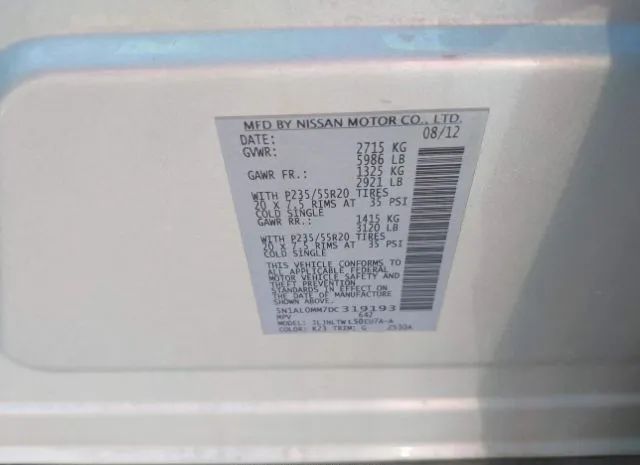 MFD BY NISSAN MOTOR CO., LTD.
DATE: 08/12
GVWR: 2715 KG
5986 LB
GAWR FR.: 1325 KG
2921 LB
WITH P235/55R20 TIRES
20 X 7.5 RIMS AT 35 PSI
COLD SINGLE
GAWR RR.: 1415 KG
3120 LB
WITH P235/55R20 TIRES
20 X 7.5 RIMS AT 35 PSI
COLD SINGLE
THIS VEHICLE CONFORMS TO
ALL APPLICABLE FEDERAL
MOTOR VEHICLE SAFETY AND
THEFT PREVENTION
STANDARDS IN EFFECT ON
THE DATE OF MANUFACTURE
SHOWN ABOVE.
5N1AL0MM7DC319193
MPV 642
MODEL:
COLOR: K23 TRIM: G